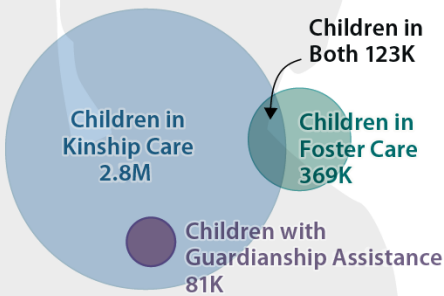 Children in
Both 123K
Children in
Kinship Care
2.8M
Children in
Foster Care
369K
Children with
Guardianship Assistance
81K